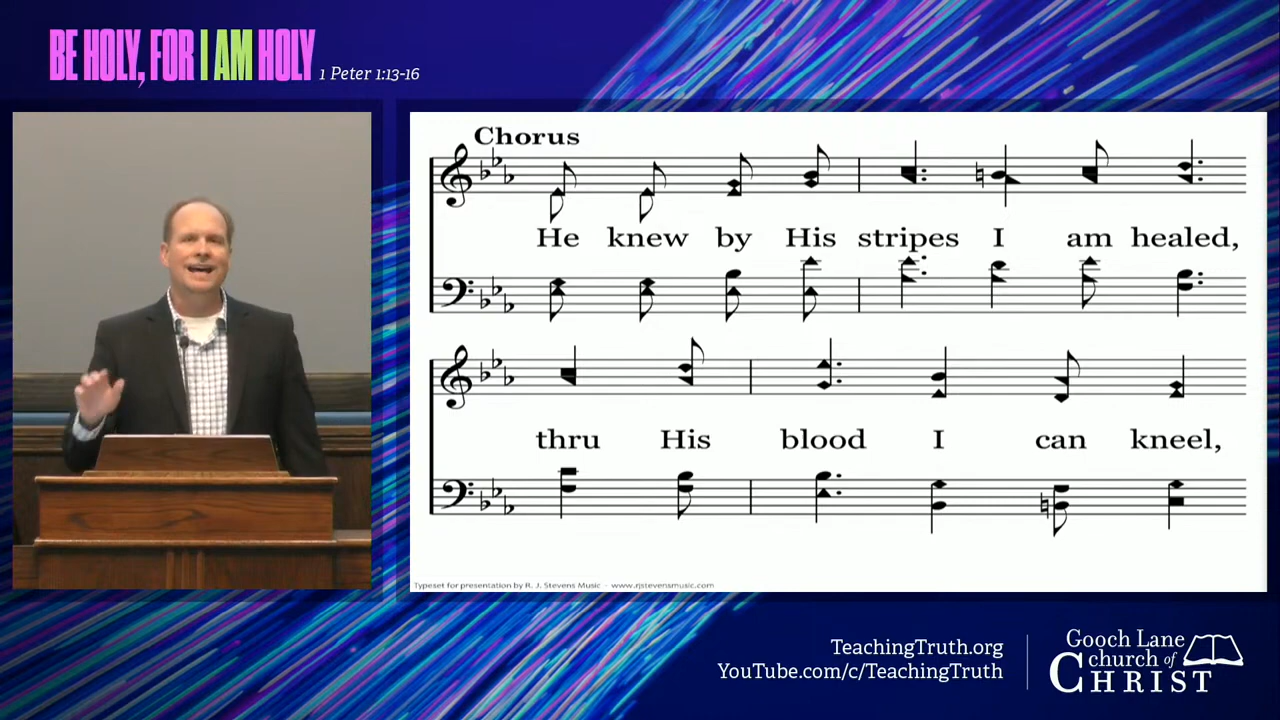 BE HOLY, FOR I AM HOLY 1 Peter 1:13-16
Chorus
He knew by His stripes I am healed,
thru His blood I can kneel,
Typeset for presentation by R. J. Stevens Music - www.rjstevensmusic.com
TeachingTruth.org
YouTube.com/c/TeachingTruth
Gooch Lane
church of
CHRIST